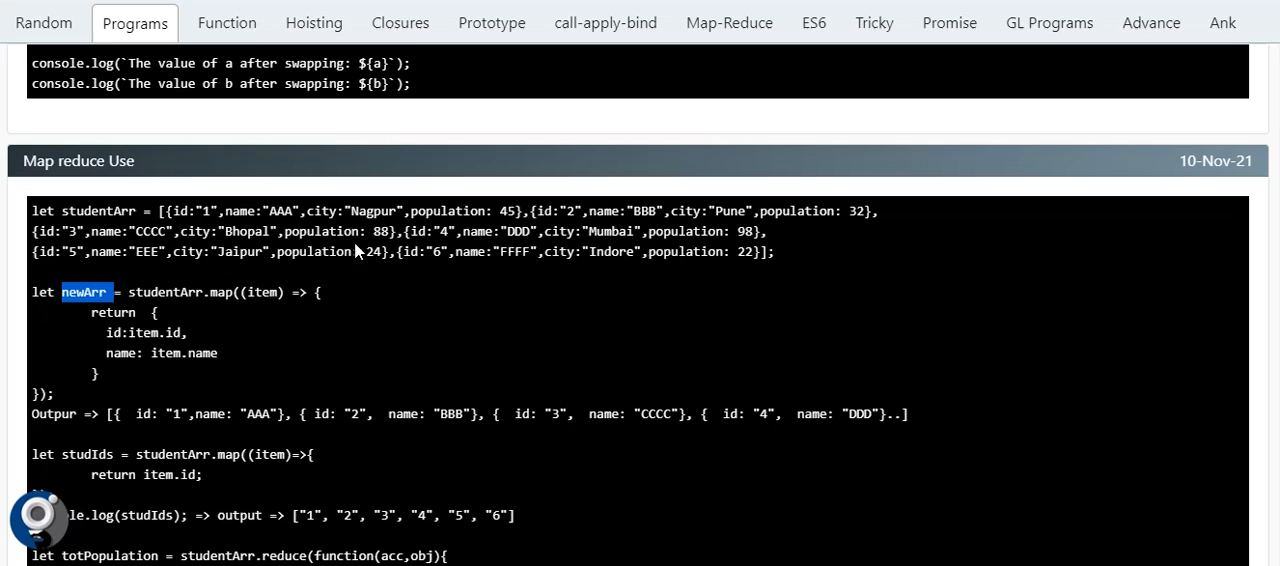 Random Programs Function Hoisting Closures Prototype call-apply-bind Map-Reduce ES6 Tricky Promise GL Programs Advance Ank
console.log(`The value of a after swapping: ${a}`);
console.log(`The value of b after swapping: ${b}`);
Map reduce Use 10-Nov-21
let studentArr = [{id:"1",name:"AAA",city:"Nagpur",population: 45},{id:"2",name:"BBB",city:"Pune",population: 32},
{id:"3",name:"CCCC",city:"Bhopal",population: 88},{id:"4",name:"DDD",city:"Mumbai",population: 98},
{id:"5",name:"EEE",city:"Jaipur",population: 24},{id:"6",name:"FFFF",city:"Indore",population: 22}];
let newArr = studentArr.map((item) => {
return {
id:item.id,
name: item.name
}
});
Outpur => [{ id: "1",name: "AAA"}, { id: "2", name: "BBB"}, { id: "3", name: "CCCC"}, { id: "4", name: "DDD"}..]
let studIds = studentArr.map((item)=>{
return item.id;
le.log(studIds); => output => ["1", "2", "3", "4", "5", "6"]
let totPopulation = studentArr.reduce(function(acc,obj){